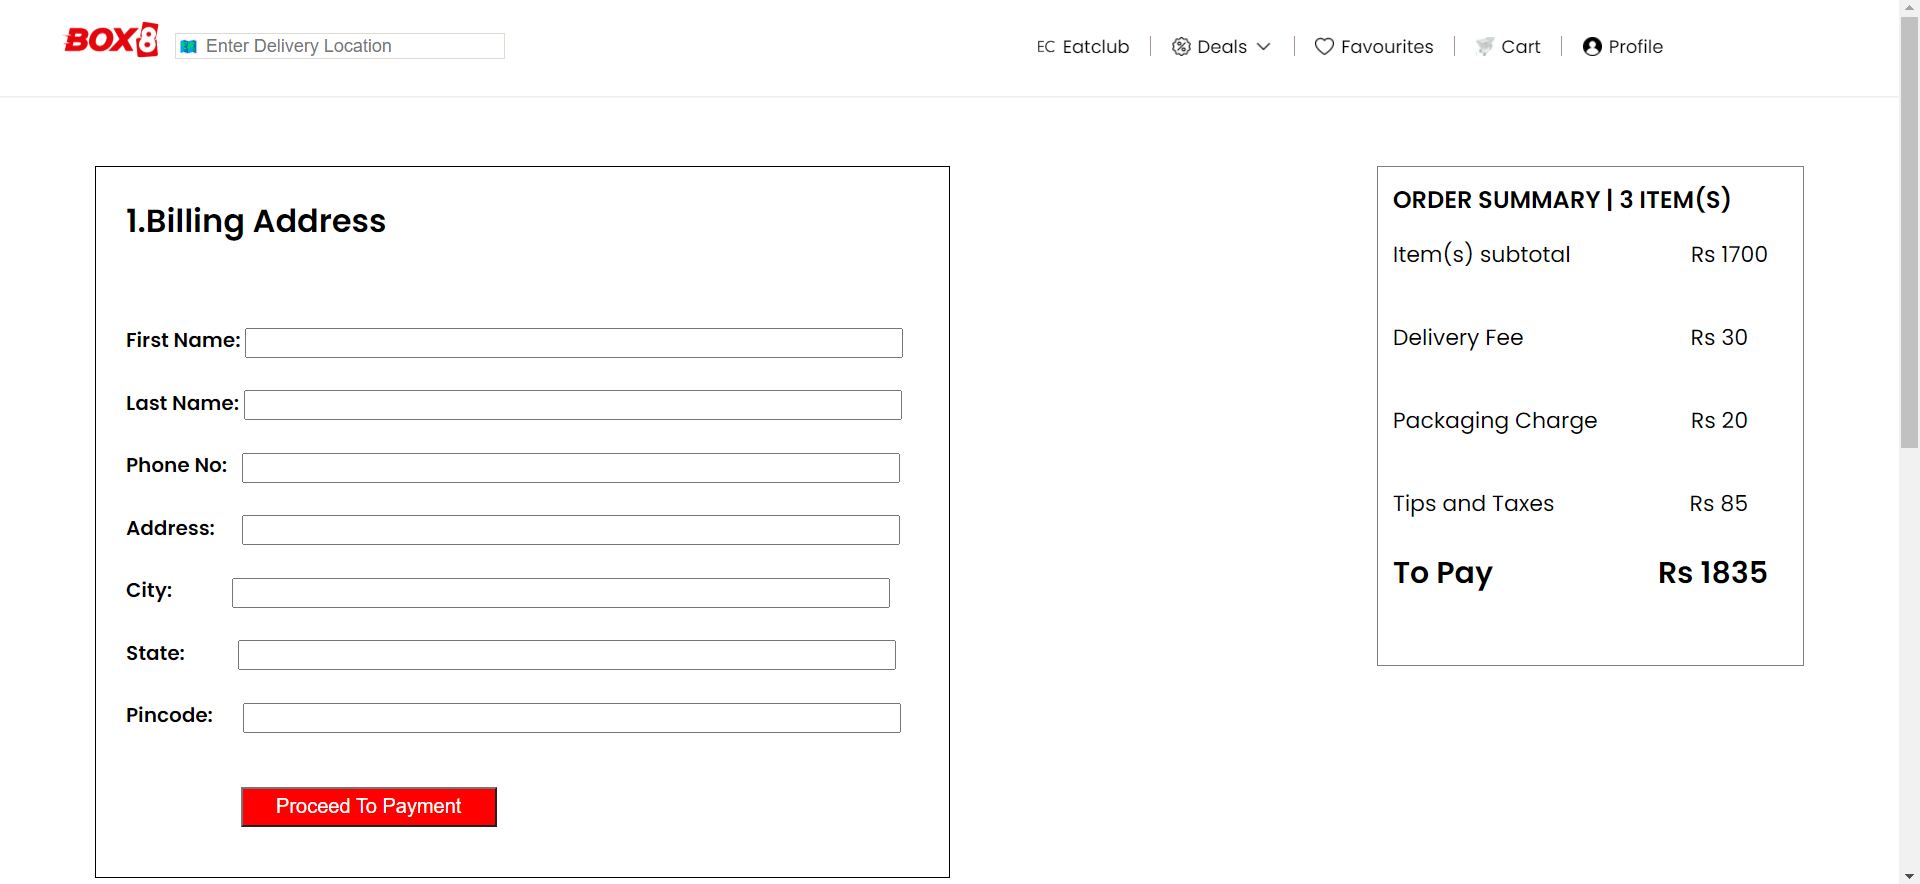 BOX8
Enter Delivery Location
EC Eatclub
Deals
Favourites
Cart
Profile
1.Billing Address
First Name:
Last Name:
Phone No:
Address:
City:
State:
Pincode:
Proceed To Payment
ORDER SUMMARY | 3 ITEM(S)
Item(s) subtotal Rs 1700
Delivery Fee Rs 30
Packaging Charge Rs 20
Tips and Taxes Rs 85
To Pay Rs 1835